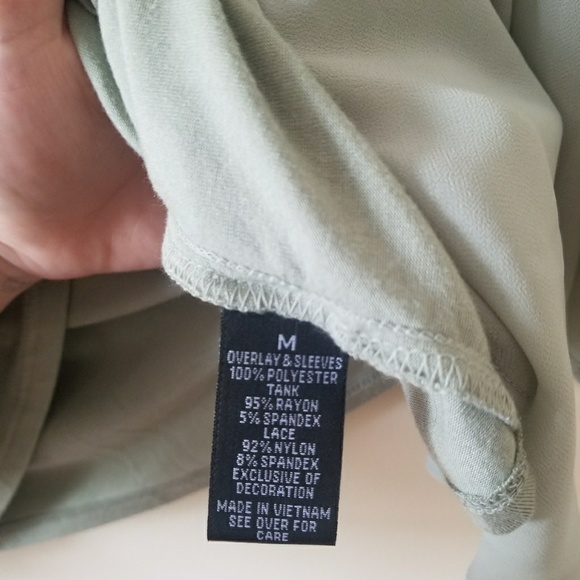 M
OVERLAY & SLEEVES
100% POLYESTER
TANK
95% RAYON
5% SPANDEX
LACE
92% NYLON
8% SPANDEX
EXCLUSIVE OF
DECORATION
MADE IN VIETNAM
SEE OVER FOR
CARE